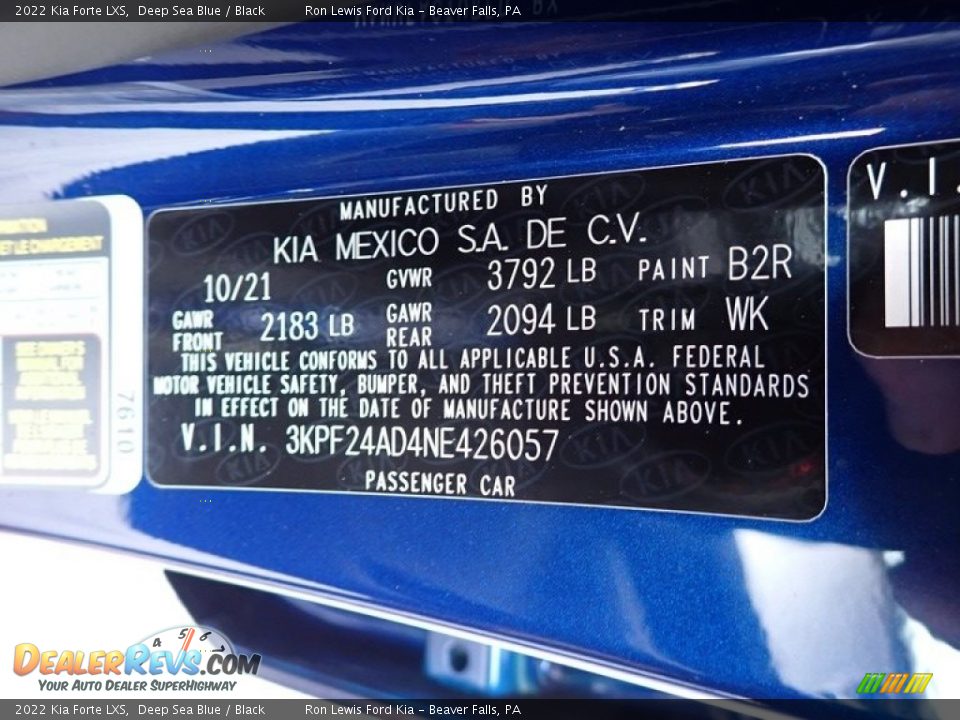 2022 Kia Forte LXS, Deep Sea Blue / Black Ron Lewis Ford Kia – Beaver Falls, PA
MANUFACTURED BY
KIA MEXICO S.A. DE C.V.
10/21 GVWR 3792 LB PAINT B2R
GAWR FRONT 2183 LB GAWR REAR 2094 LB TRIM WK
THIS VEHICLE CONFORMS TO ALL APPLICABLE U.S.A. FEDERAL
MOTOR VEHICLE SAFETY, BUMPER, AND THEFT PREVENTION STANDARDS
IN EFFECT ON THE DATE OF MANUFACTURE SHOWN ABOVE.
V.I.N. 3KPF24AD4NE426057
PASSENGER CAR
V.I.
7610
4 5 6
DEALERREVS.COM
YOUR AUTO DEALER SUPERHIGHWAY
2022 Kia Forte LXS, Deep Sea Blue / Black Ron Lewis Ford Kia – Beaver Falls, PA